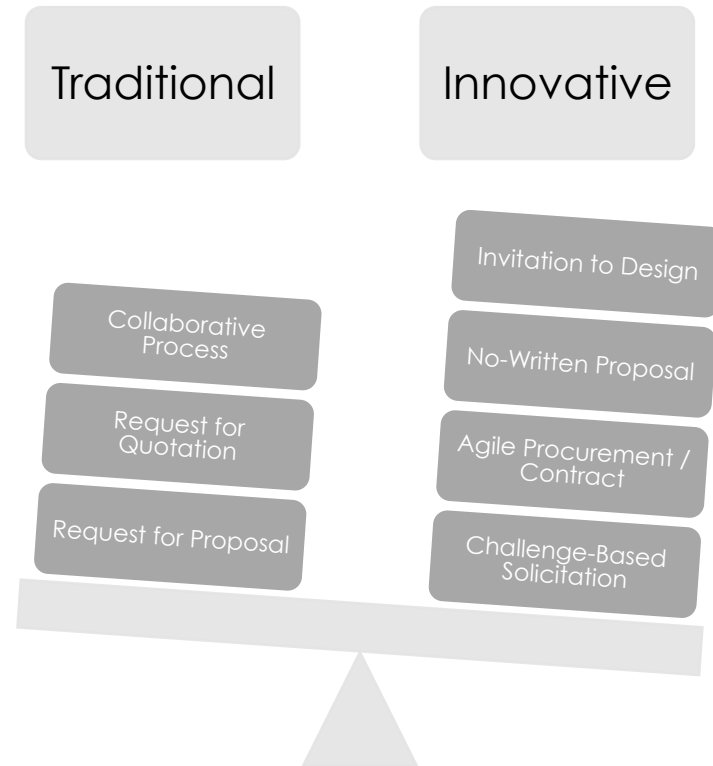 Traditional
Innovative
Collaborative
Process
Request for
Quotation
Request for Proposal
Invitation to Design
No-Written Proposal
Agile Procurement /
Contract
Challenge-Based
Solicitation